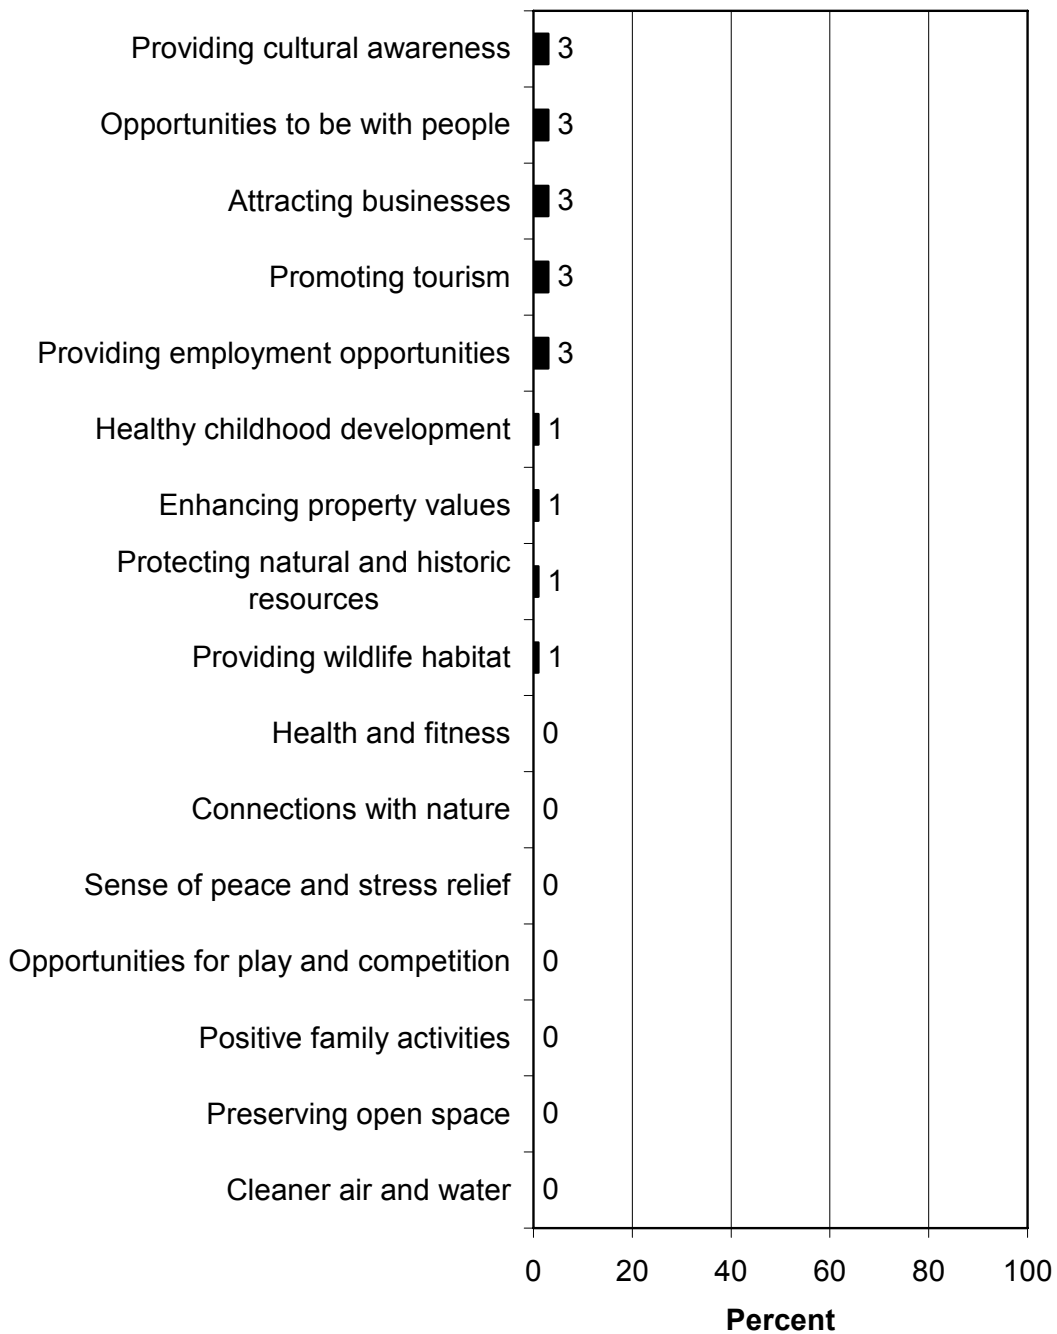 Providing cultural awareness 3
Opportunities to be with people 3
Attracting businesses 3
Promoting tourism 3
Providing employment opportunities 3
Healthy childhood development 1
Enhancing property values 1
Protecting natural and historic
resources 1
Providing wildlife habitat 1
Health and fitness 0
Connections with nature 0
Sense of peace and stress relief 0
Opportunities for play and competition 0
Positive family activities 0
Preserving open space 0
Cleaner air and water 0
0 20 40 60 80 100
Percent